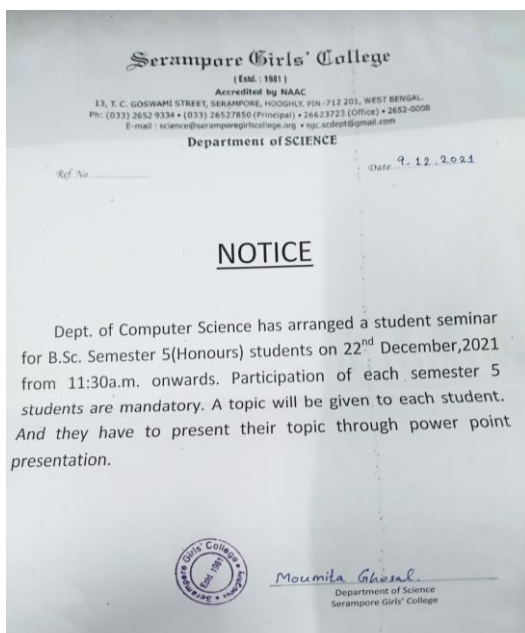 Serampore Girls' College
( Estd. : 1981 )
Accredited by NAAC
13, T. C. GOSWAMI STREET, SERAMPORE, HOOGHLY, PIN -712 201, WEST BENGAL.
Ph: (033) 2652 9334 • (033) 26527850 (Principal) • 26623723 (Office) • 2652-0008
E-mail : science@seramporegirlscollege.org • sgc.scdept@gmail.com
Department of SCIENCE
Ref. No.
Date 9.12.2021
NOTICE
Dept. of Computer Science has arranged a student seminar
for B.Sc. Semester 5(Honours) students on 22nd December,2021
from 11:30a.m. onwards. Participation of each semester 5
students are mandatory. A topic will be given to each student.
And they have to present their topic through power point
presentation.
Girls' College
Estd. 1981
Serampore
Moumita Ghosal.
Department of Science
Serampore Girls' College